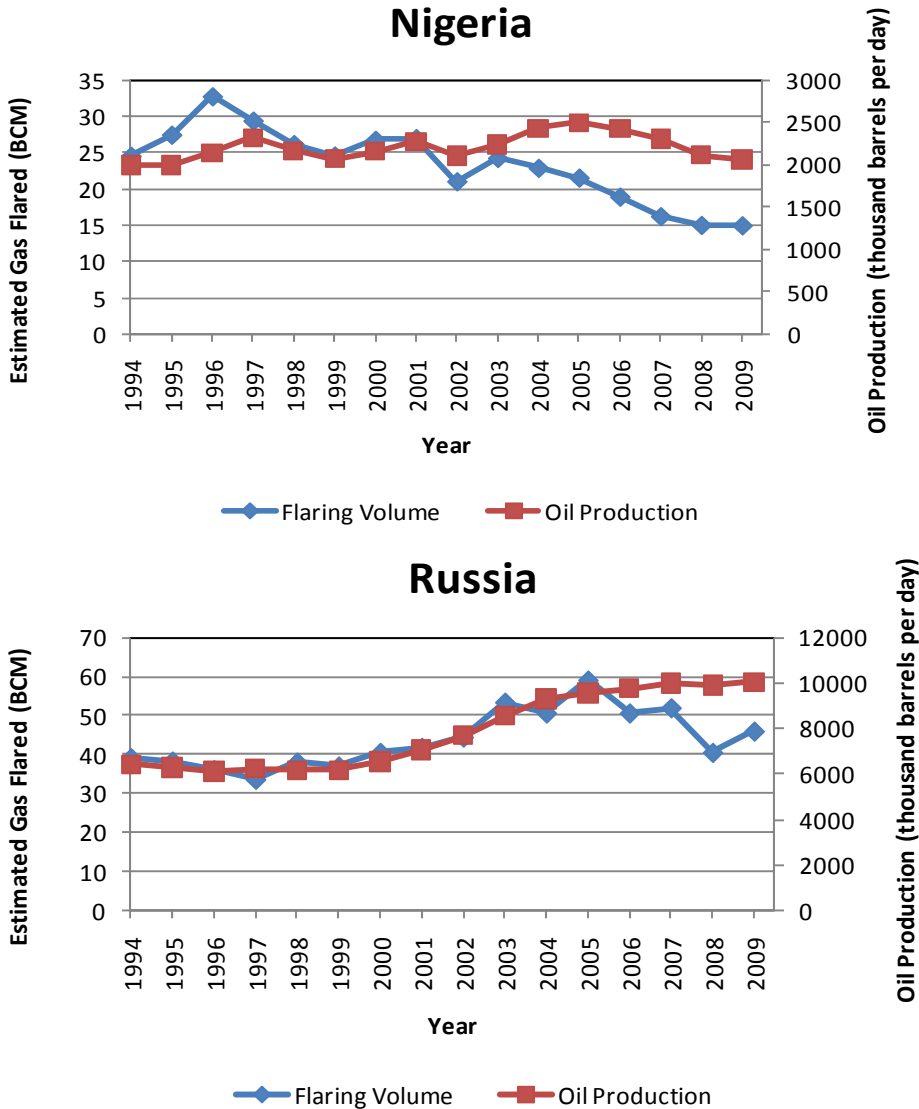 Nigeria
Estimated Gas Flared (BCM)
35
30
25
20
15
10
5
0
3000
2500
2000
1500
1000
500
0
Oil Production (thousand barrels per day)
1994 1995 1996 1997 1998 1999 2000 2001 2002 2003 2004 2005 2006 2007 2008 2009
Year
Flaring Volume Oil Production
Russia
Estimated Gas Flared (BCM)
70
60
50
40
30
20
10
0
12000
10000
8000
6000
4000
2000
0
Oil Production (thousand barrels per day)
1994 1995 1996 1997 1998 1999 2000 2001 2002 2003 2004 2005 2006 2007 2008 2009
Year
Flaring Volume Oil Production